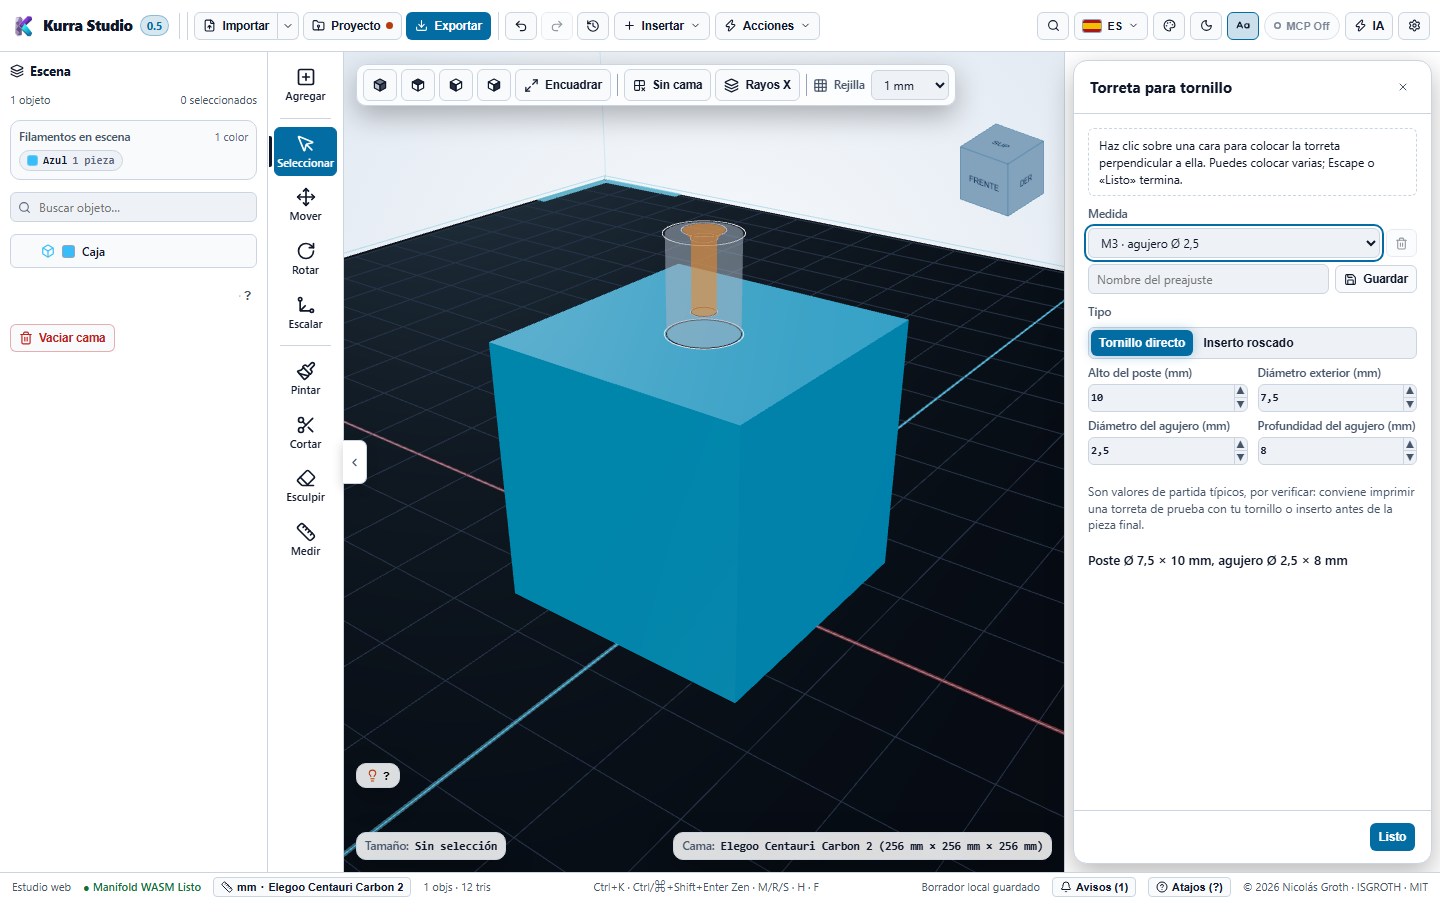 Kurra Studio 0.5
Importar
Proyecto
Exportar
Insertar
Acciones
ES
Aa
MCP Off
IA
Escena
1 objeto
0 seleccionados
Filamentos en escena
1 color
Azul 1 pieza
Buscar objeto...
Caja
?
Vaciar cama
Agregar
Seleccionar
Mover
Rotar
Escalar
Pintar
Cortar
Esculpir
Medir
Encuadrar
Sin cama
Rayos X
Rejilla
1 mm
SUP
FRENTE
DER
?
Tamaño: Sin selección
Cama: Elegoo Centauri Carbon 2 (256 mm × 256 mm × 256 mm)
Torreta para tornillo
Haz clic sobre una cara para colocar la torreta
perpendicular a ella. Puedes colocar varias; Escape o
«Listo» termina.
Medida
M3 · agujero Ø 2,5
Nombre del preajuste
Guardar
Tipo
Tornillo directo
Inserto roscado
Alto del poste (mm)
Diámetro exterior (mm)
10
7,5
Diámetro del agujero (mm)
Profundidad del agujero (mm)
2,5
8
Son valores de partida típicos, por verificar: conviene imprimir
una torreta de prueba con tu tornillo o inserto antes de la
pieza final.
Poste Ø 7,5 × 10 mm, agujero Ø 2,5 × 8 mm
Listo
Estudio web
Manifold WASM Listo
mm · Elegoo Centauri Carbon 2
1 objs · 12 tris
Ctrl+K · Ctrl/⌘+Shift+Enter Zen · M/R/S · H · F
Borrador local guardado
Avisos (1)
Atajos (?)
© 2026 Nicolás Groth · ISGROTH · MIT